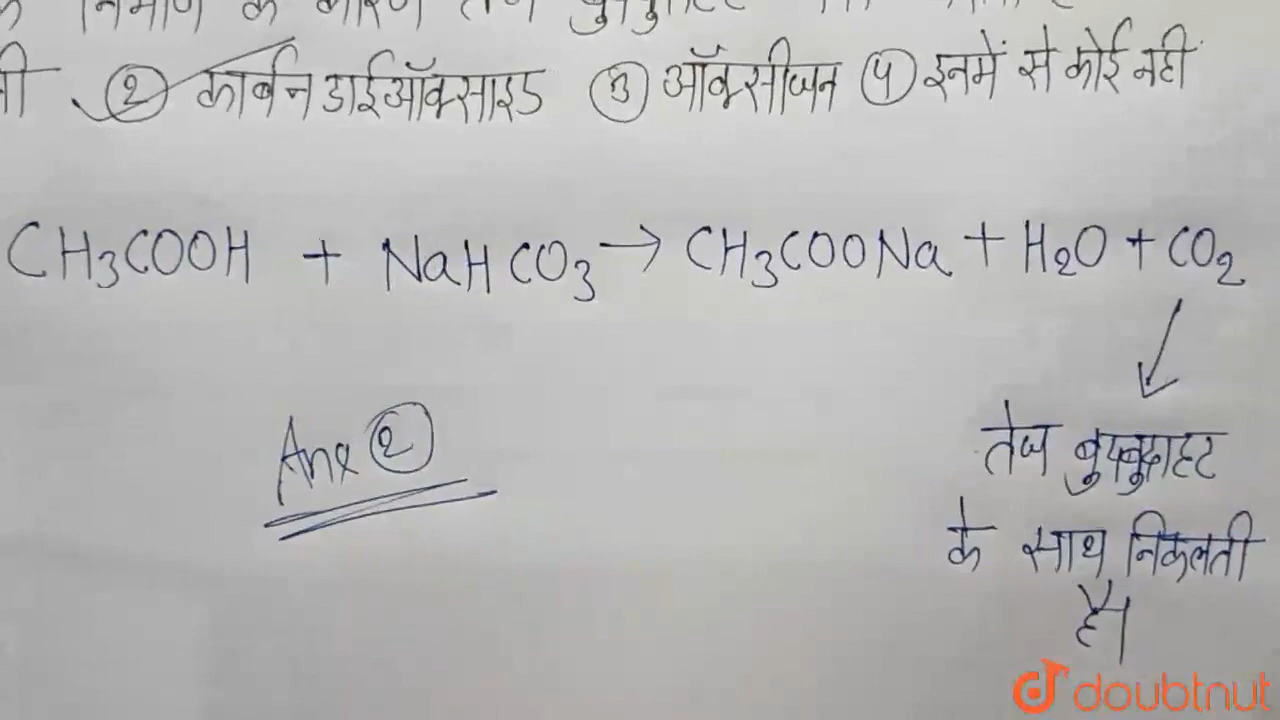 निर्माण के कारण तेज
② कार्बन डाईऑक्साइड ③ ऑक्सीजन ④ इनमें से कोई नहीं
CH3COOH + NaHCO3 → CH3COONa + H2O + CO2
Ans ②
तेज बुदबुदाहट
के साथ निकलती
है।
doubtnut